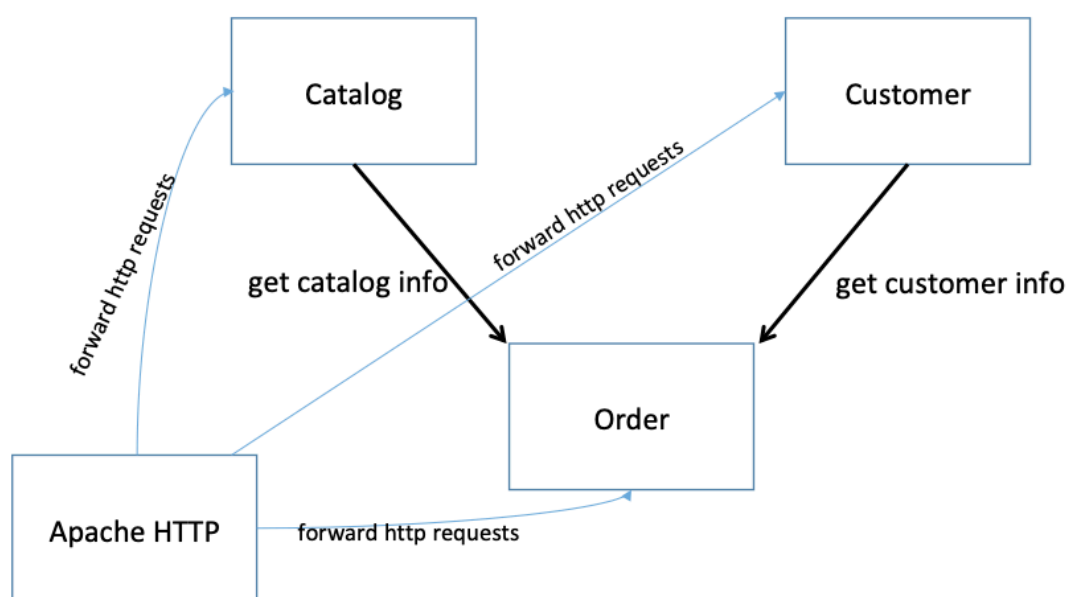 Catalog
Customer
forward http requests
forward http requests
get catalog info
get customer info
Order
Apache HTTP
forward http requests